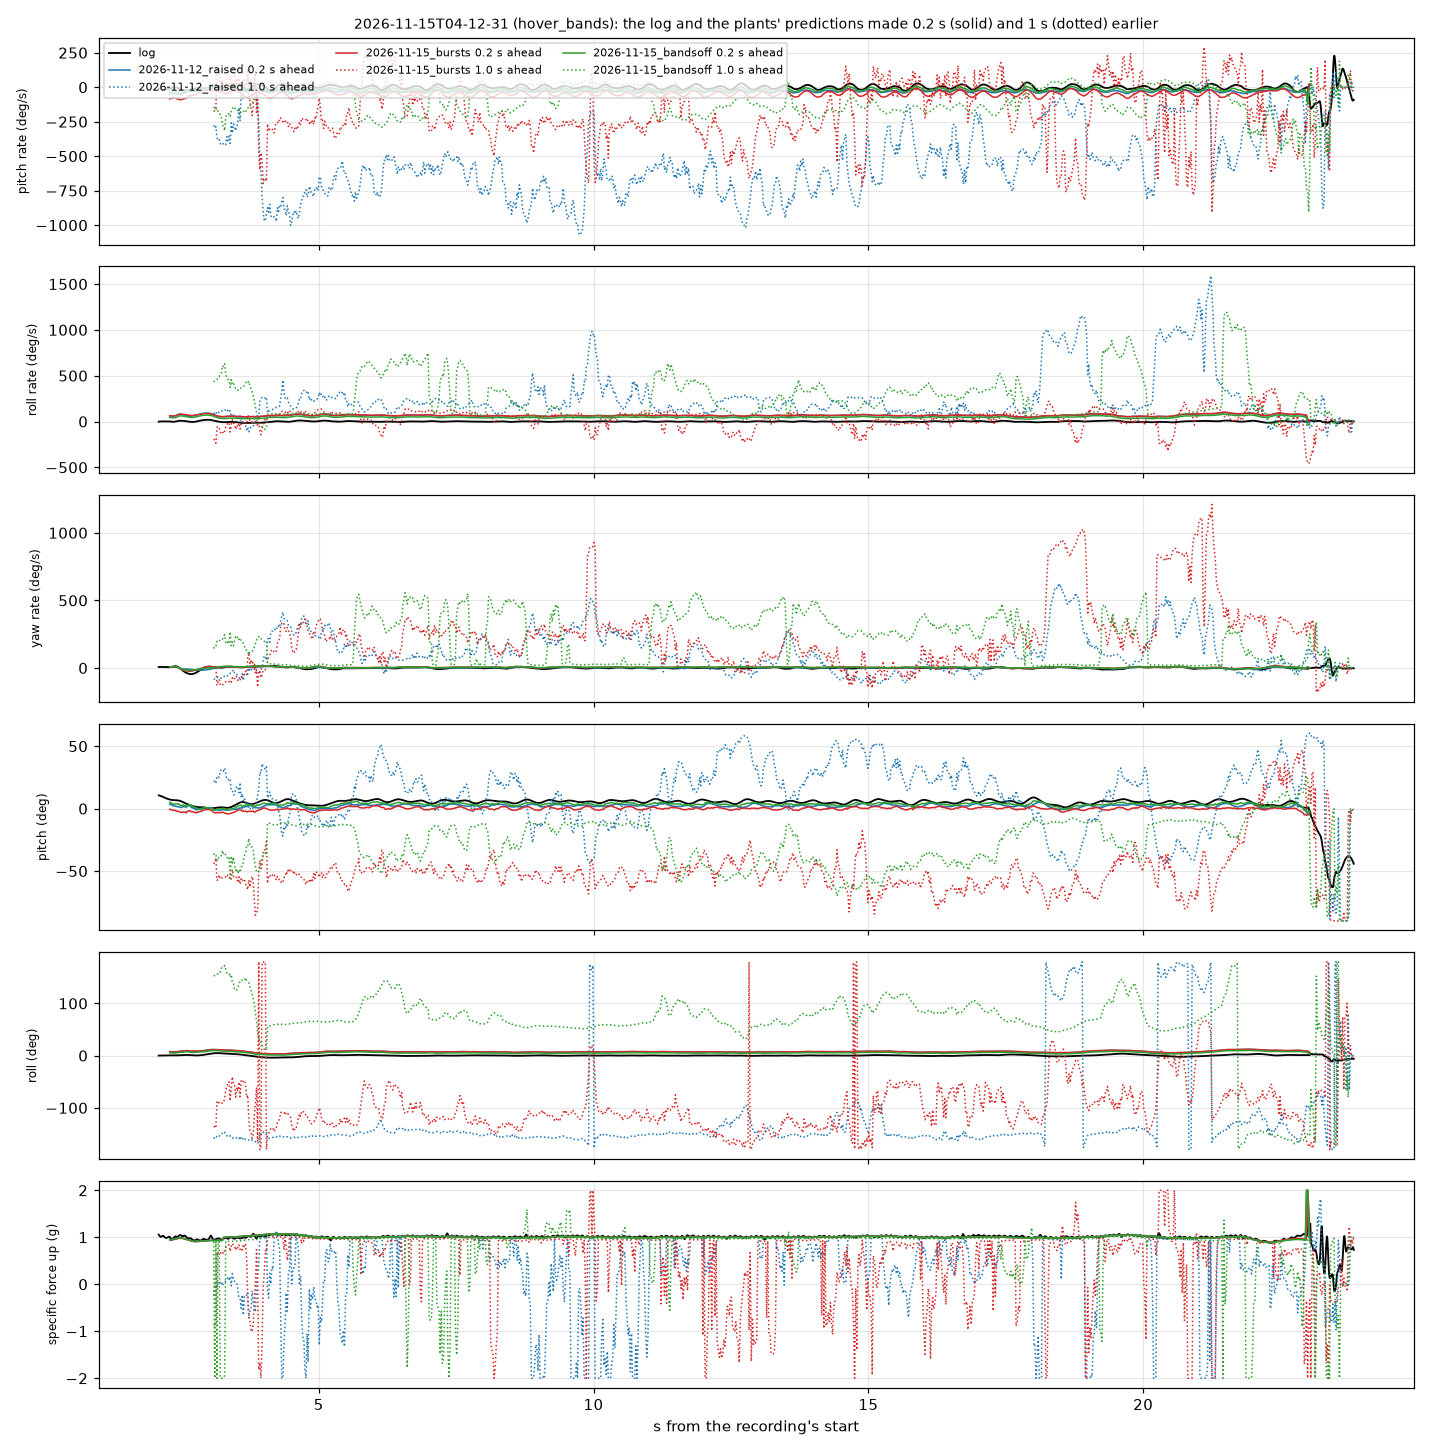 2026-11-15T04-12-31 (hover_bands): the log and the plants' predictions made 0.2 s (solid) and 1 s (dotted) earlier
log
2026-11-12_raised 0.2 s ahead
2026-11-12_raised 1.0 s ahead
2026-11-15_bursts 0.2 s ahead
2026-11-15_bursts 1.0 s ahead
2026-11-15_bandsoff 0.2 s ahead
2026-11-15_bandsoff 1.0 s ahead
pitch rate (deg/s)
250
0
−250
−500
−750
−1000
roll rate (deg/s)
1500
1000
500
0
−500
yaw rate (deg/s)
1000
500
0
pitch (deg)
50
0
−50
roll (deg)
100
0
−100
specific force up (g)
2
1
0
−1
−2
5
10
15
20
s from the recording's start